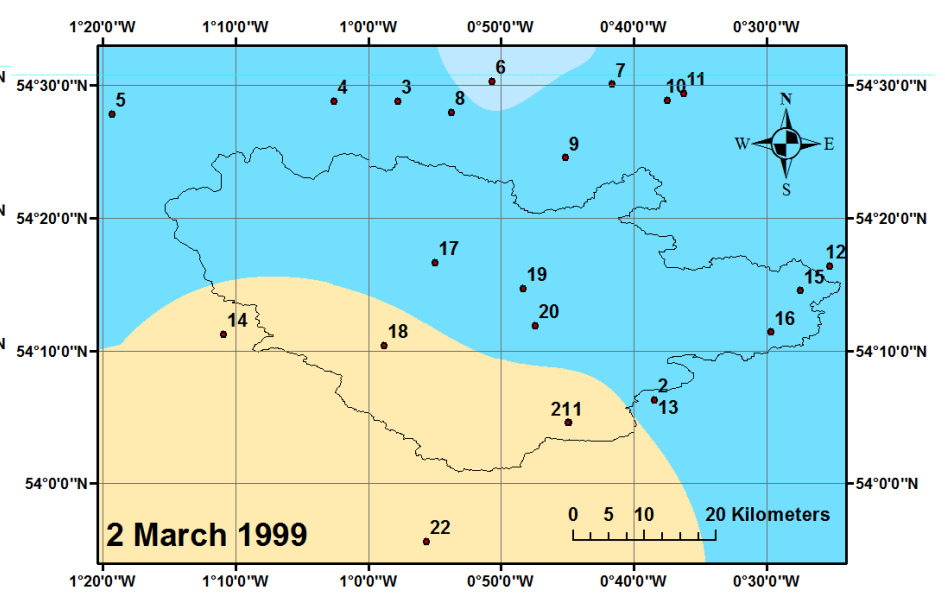 1°20'0"W 1°10'0"W 1°0'0"W 0°50'0"W 0°40'0"W 0°30'0"W
6 7
N 54°30'0"N 54°30'0"N
5 4 3 8 10 11
N
9
W E
S
N 54°20'0"N 54°20'0"N
17 12
19 15
14 18 20 16
N 54°10'0"N 54°10'0"N
2
211 13
54°0'0"N 54°0'0"N
0 5 10 20 Kilometers
2 March 1999 22
1°20'0"W 1°10'0"W 1°0'0"W 0°50'0"W 0°40'0"W 0°30'0"W